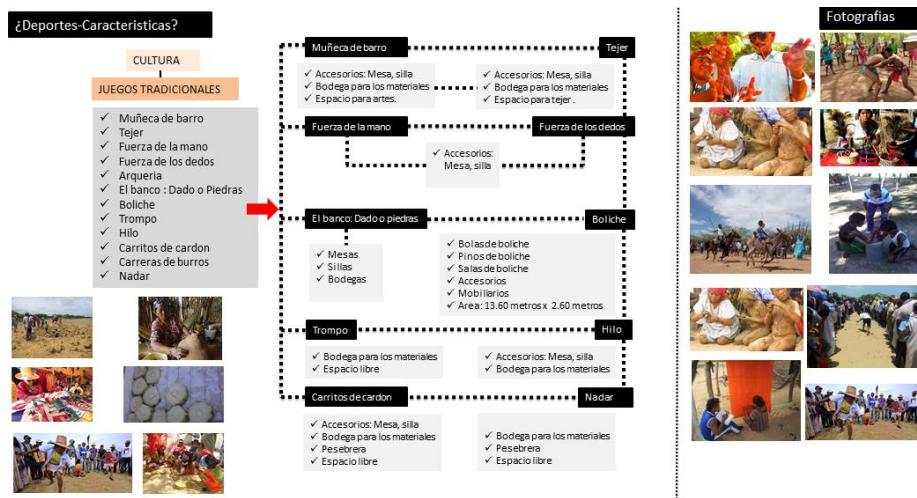 ¿Deportes-Caracteristicas?
CULTURA
JUEGOS TRADICIONALES
✓ Muñeca de barro
✓ Tejer
✓ Fuerza de la mano
✓ Fuerza de los dedos
✓ Arqueria
✓ El banco : Dado o Piedras
✓ Boliche
✓ Trompo
✓ Hilo
✓ Carritos de cardon
✓ Carreras de burros
✓ Nadar
Muñeca de barro
Tejer
✓ Accesorios: Mesa, silla
✓ Bodega para los materiales
✓ Espacio para artes.
✓ Accesorios: Mesa, silla
✓ Bodega para los materiales
✓ Espacio para tejer .
Fuerza de la mano
Fuerza de los dedos
✓ Accesorios:
Mesa, silla
El banco: Dado o piedras
Boliche
✓ Mesas
✓ Sillas
✓ Bodegas
✓ Bolas de boliche
✓ Pinos de boliche
✓ Salas de boliche
✓ Accesorios
✓ Mobiliarios
✓ Area: 13.60 metros x 2.60 metros
Trompo
Hilo
✓ Bodega para los materiales
✓ Espacio libre
✓ Accesorios: Mesa, silla
✓ Bodega para los materiales
Carritos de cardon
Nadar
✓ Accesorios: Mesa, silla
✓ Bodega para los materiales
✓ Pesebrera
✓ Espacio libre
✓ Bodega para los materiales
✓ Pesebrera
✓ Espacio libre
Fotografias